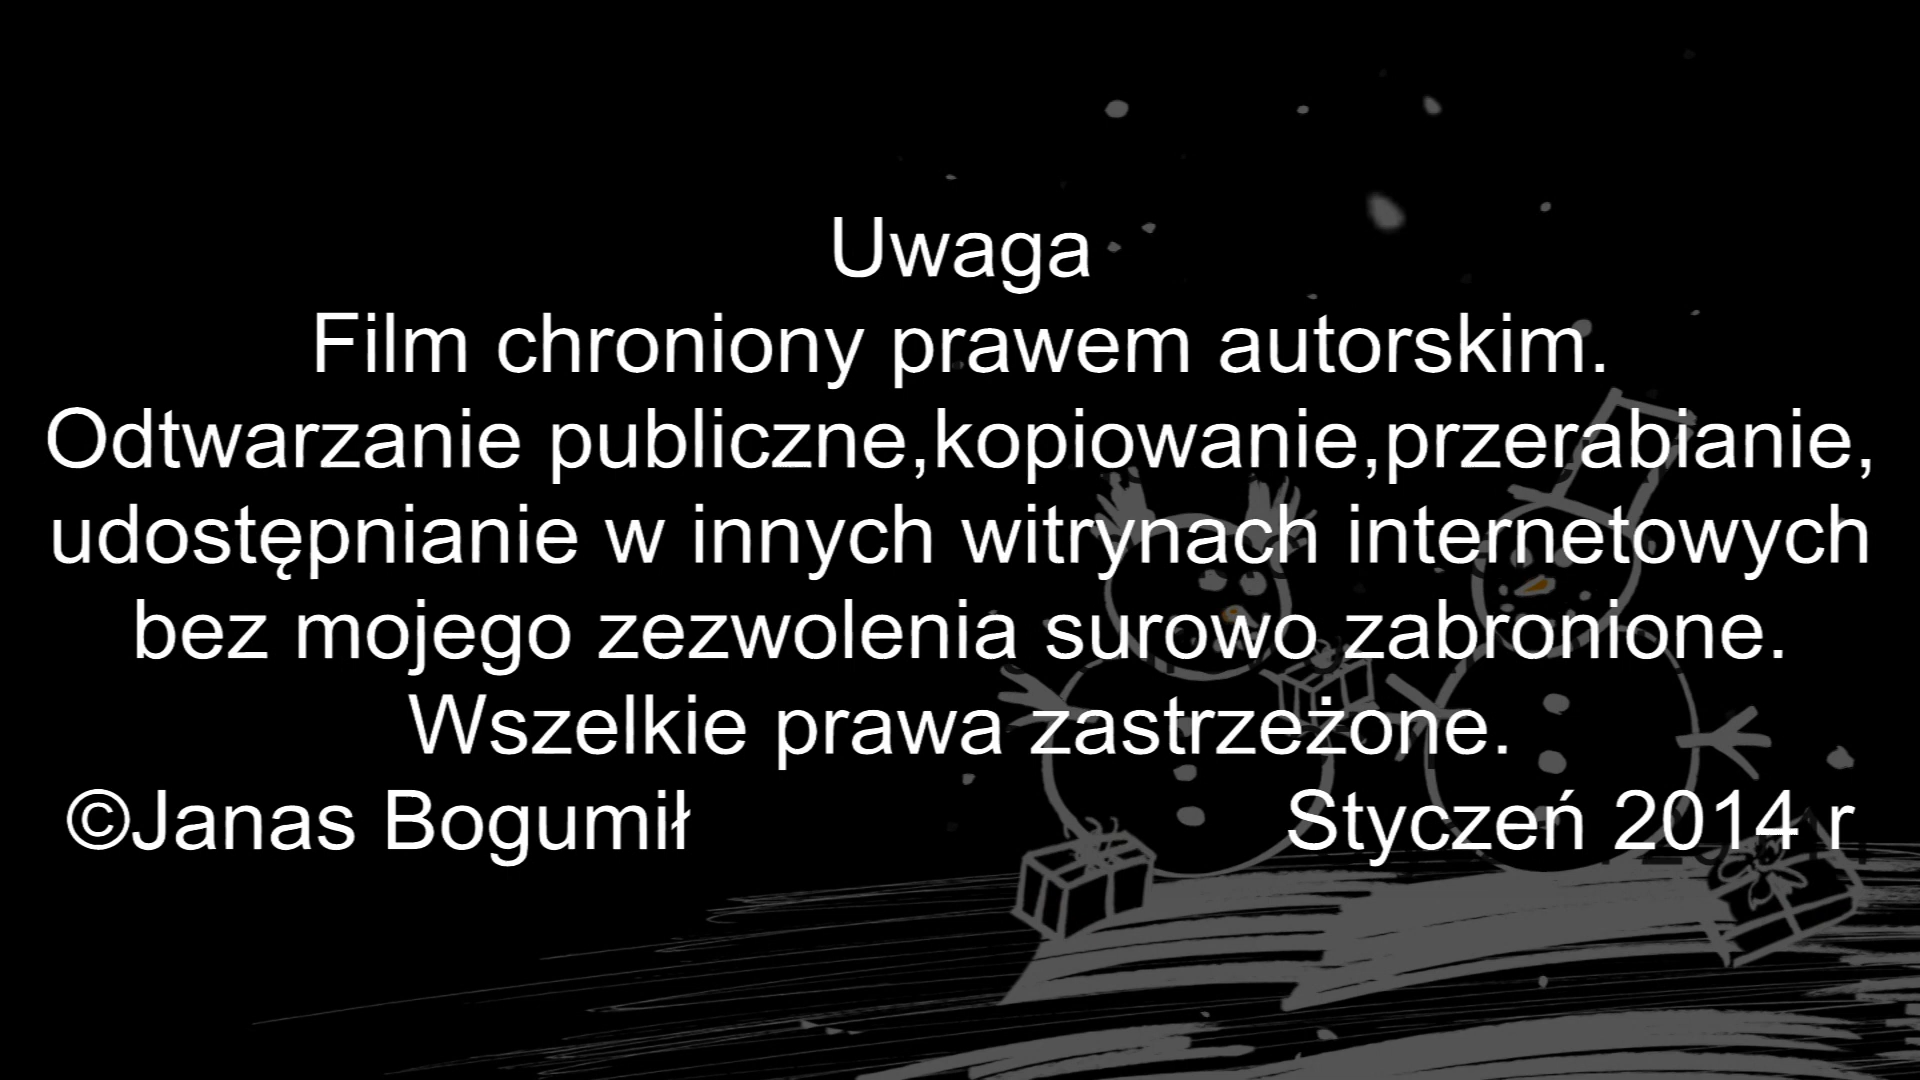 Uwaga
Film chroniony prawem autorskim.
Odtwarzanie publiczne,kopiowanie,przerabianie,
udostępnianie w innych witrynach internetowych
bez mojego zezwolenia surowo zabronione.
Wszelkie prawa zastrzeżone.
©Janas Bogumił Styczeń 2014 r